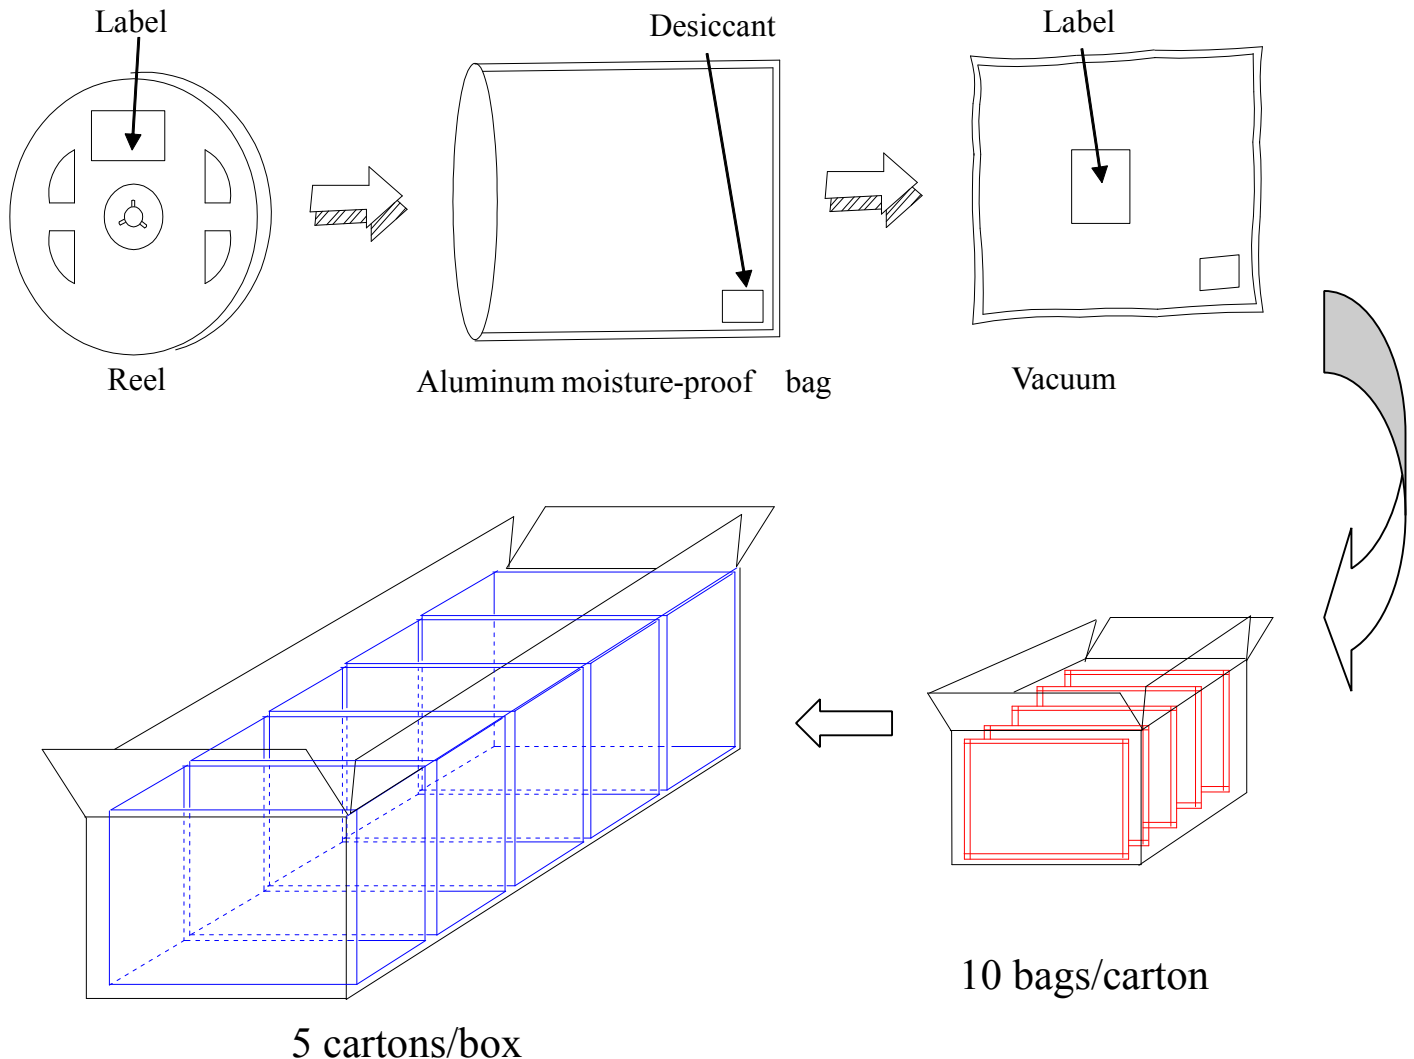 Label
Desiccant
Label
Reel
Aluminum moisture-proof bag
Vacuum
10 bags/carton
5 cartons/box